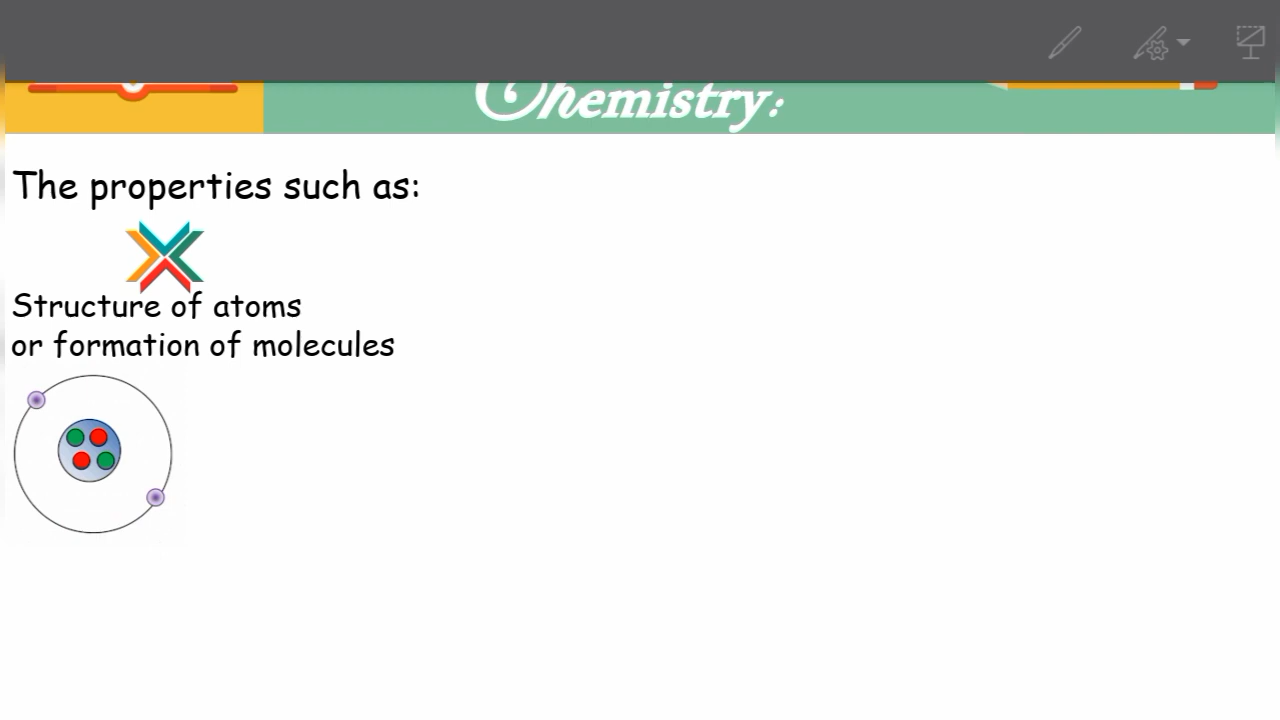 Chemistry:
The properties such as:
Structure of atoms
or formation of molecules